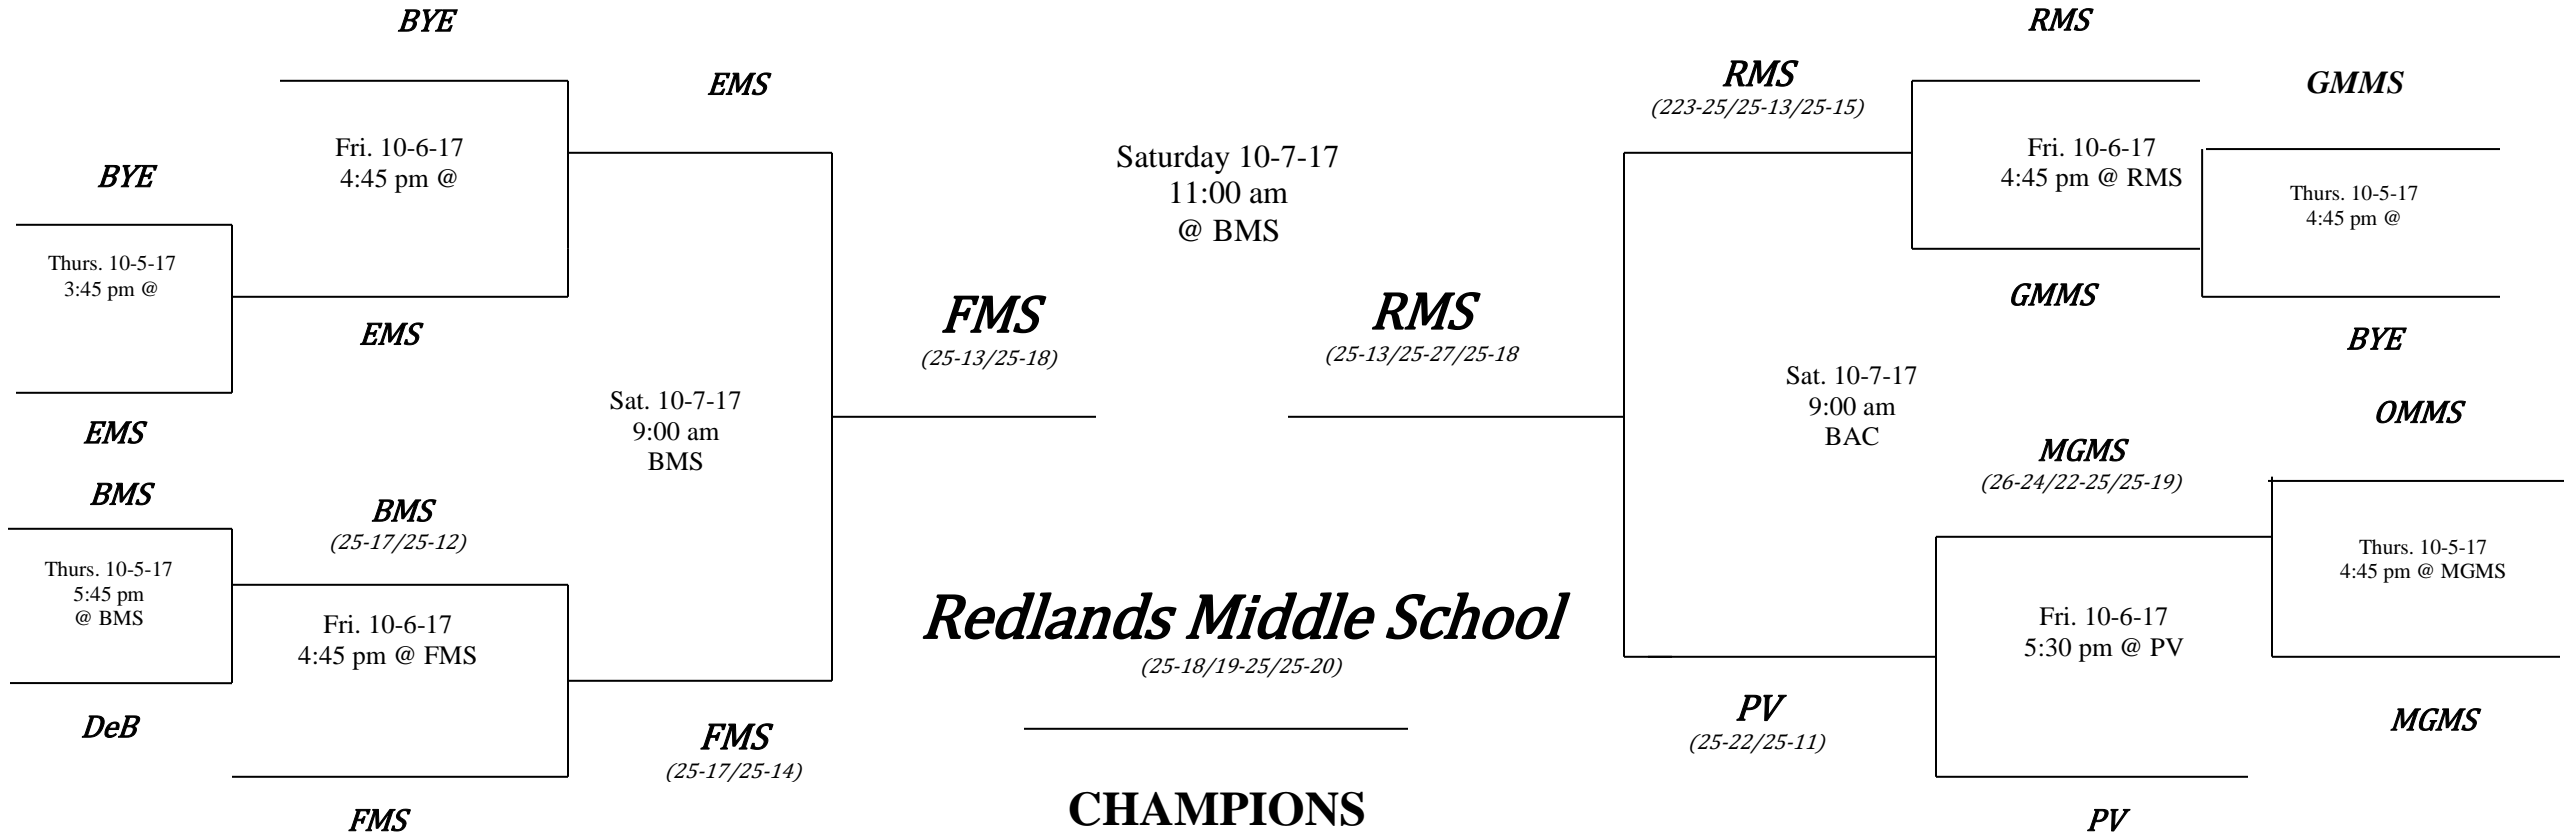 BYE
EMS
Fri. 10-6-17
4:45 pm @
BYE
Thurs. 10-5-17
3:45 pm @
EMS
EMS
BMS
BMS
(25-17/25-12)
Thurs. 10-5-17
5:45 pm
@ BMS
Fri. 10-6-17
4:45 pm @ FMS
DeB
FMS
FMS
(25-17/25-14)
Sat. 10-7-17
9:00 am
BMS
FMS
(25-13/25-18)
Saturday 10-7-17
11:00 am
@ BMS
RMS
(25-13/25-27/25-18
Redlands Middle School
(25-18/19-25/25-20)
CHAMPIONS
RMS
RMS
(223-25/25-13/25-15)
GMMS
Fri. 10-6-17
4:45 pm @ RMS
Thurs. 10-5-17
4:45 pm @
GMMS
BYE
Sat. 10-7-17
9:00 am
BAC
OMMS
MGMS
(26-24/22-25/25-19)
Thurs. 10-5-17
4:45 pm @ MGMS
Fri. 10-6-17
5:30 pm @ PV
PV
(25-22/25-11)
MGMS
PV